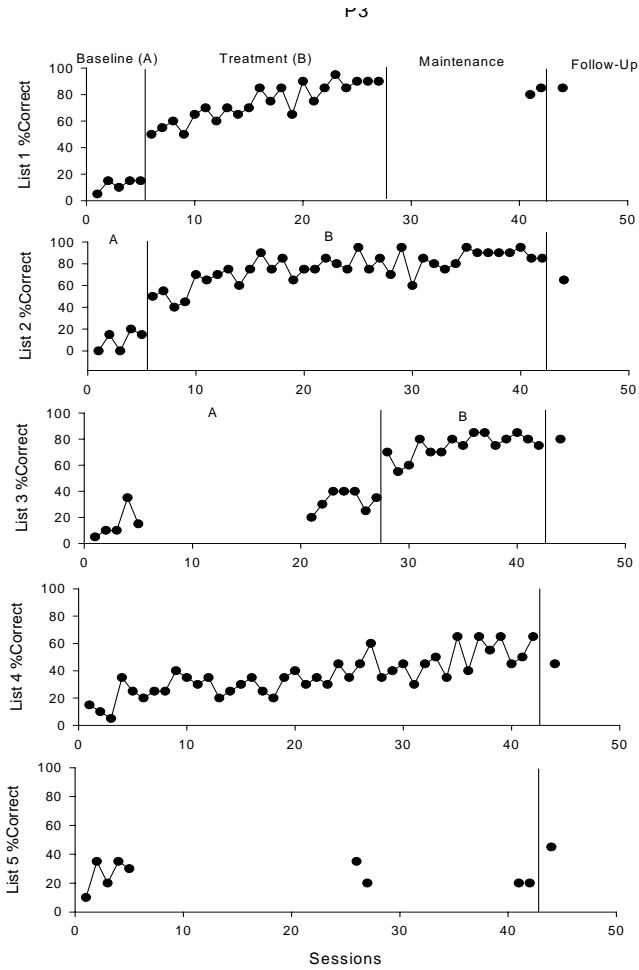 P3
Baseline (A) Treatment (B) Maintenance Follow-Up
List 1 %Correct
100
80
60
40
20
0
0 10 20 30 40 50
A B
List 2 %Correct
100
80
60
40
20
0
0 10 20 30 40 50
A B
List 3 %Correct
100
80
60
40
20
0
0 10 20 30 40 50
List 4 %Correct
100
80
60
40
20
0
0 10 20 30 40 50
List 5 %Correct
100
80
60
40
20
0
0 10 20 30 40 50
Sessions